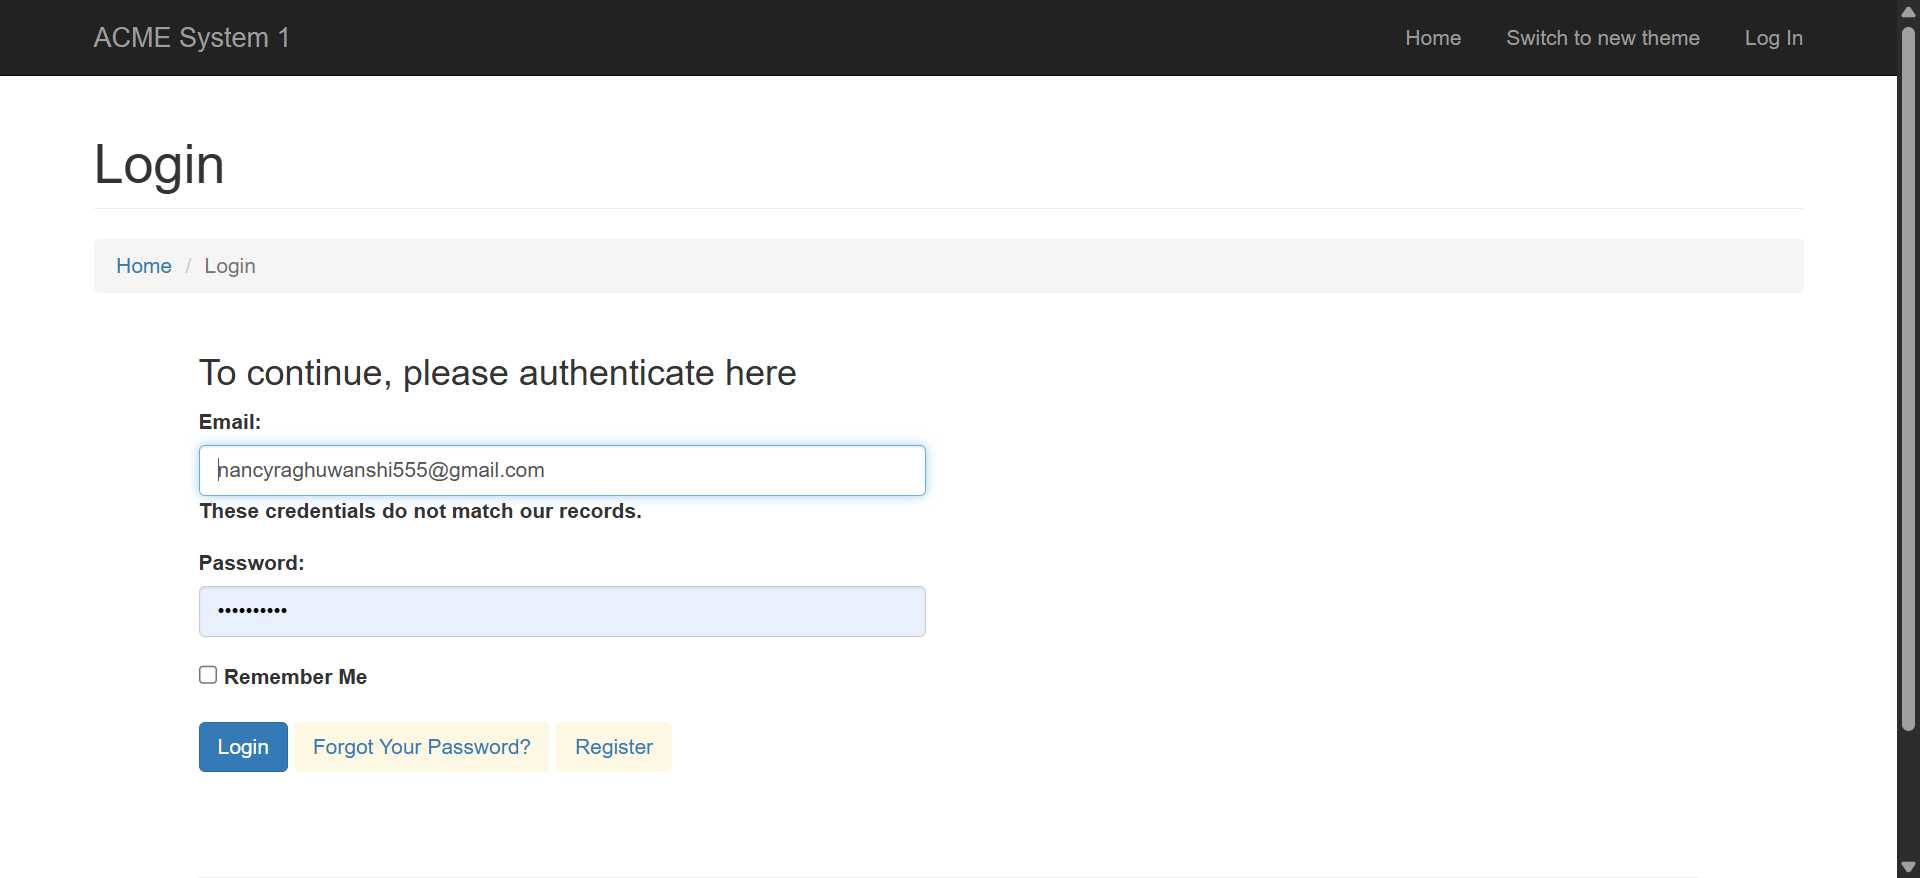 ACME System 1 Home Switch to new theme Log In
Login
Home / Login
To continue, please authenticate here
Email:
nancyraghuwanshi555@gmail.com
These credentials do not match our records.
Password:
••••••••••
Remember Me
Login Forgot Your Password? Register